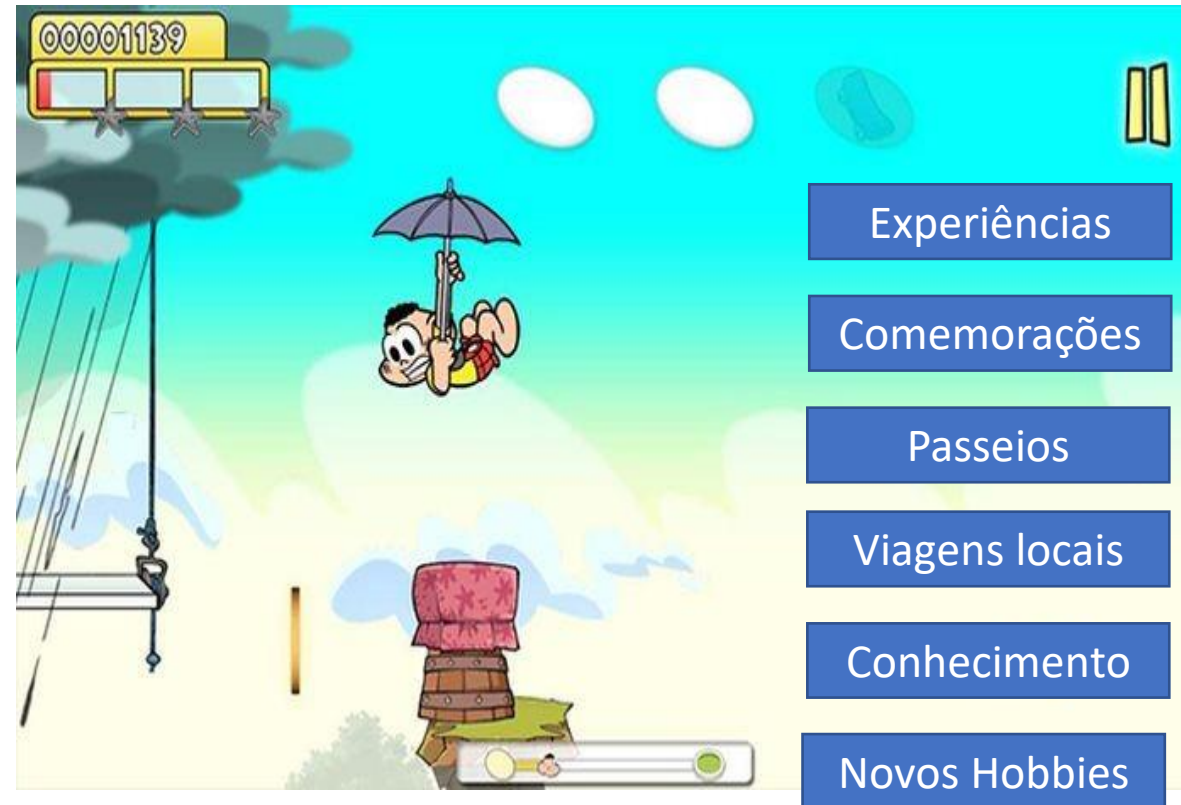 00001139
Experiências
Comemorações
Passeios
Viagens locais
Conhecimento
Novos Hobbies